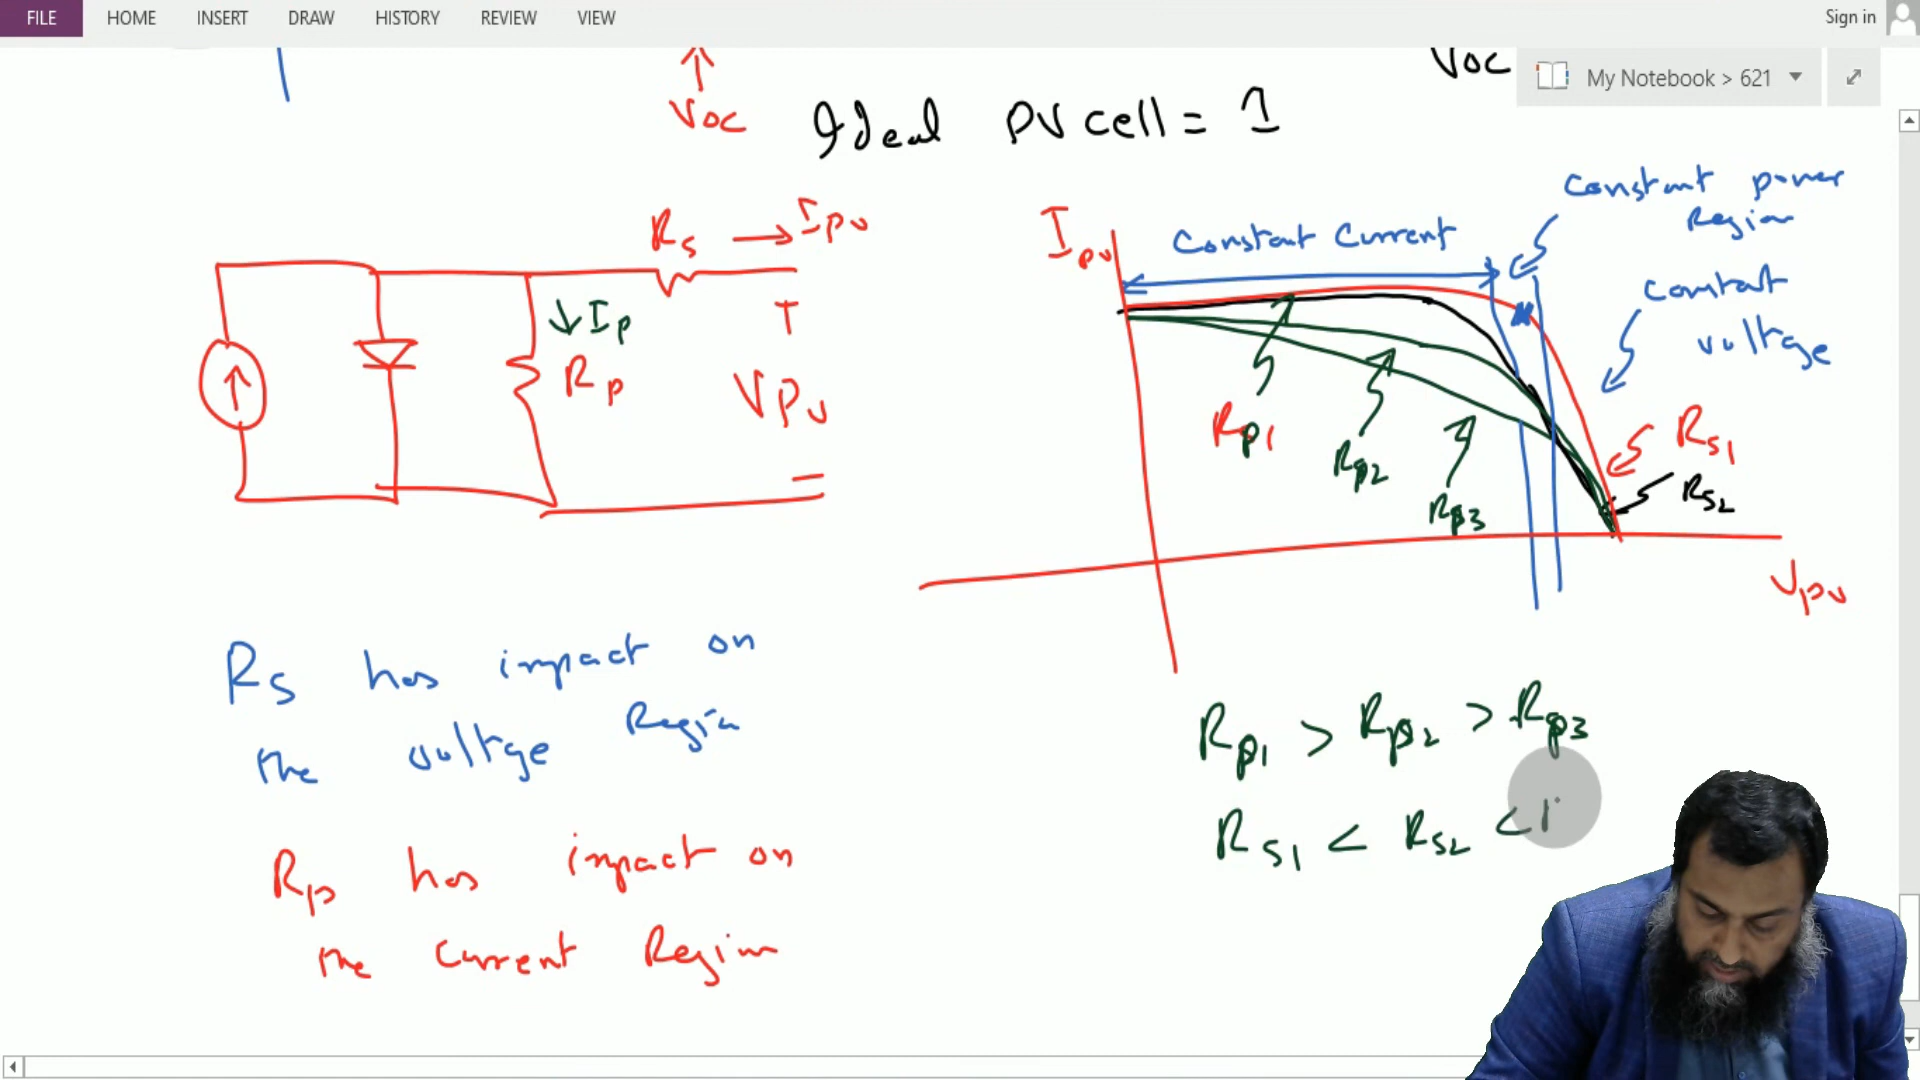 FILE HOME INSERT DRAW HISTORY REVIEW VIEW Sign in
My Notebook > 621
Voc
Voc
Ideal PV cell = 1
Constant power
Region
Rs → Ipv
Ipv
Constant Current
Constant
voltage
Ip
Rp
+
Vpv
−
Rp1
Rp2
Rp3
Rs1
Rs2
Vpv
Rs has impact on
the voltge Regin
Rp1 > Rp2 > Rp3
Rs1 < Rs2 <
Rp has impact on
the Current Region